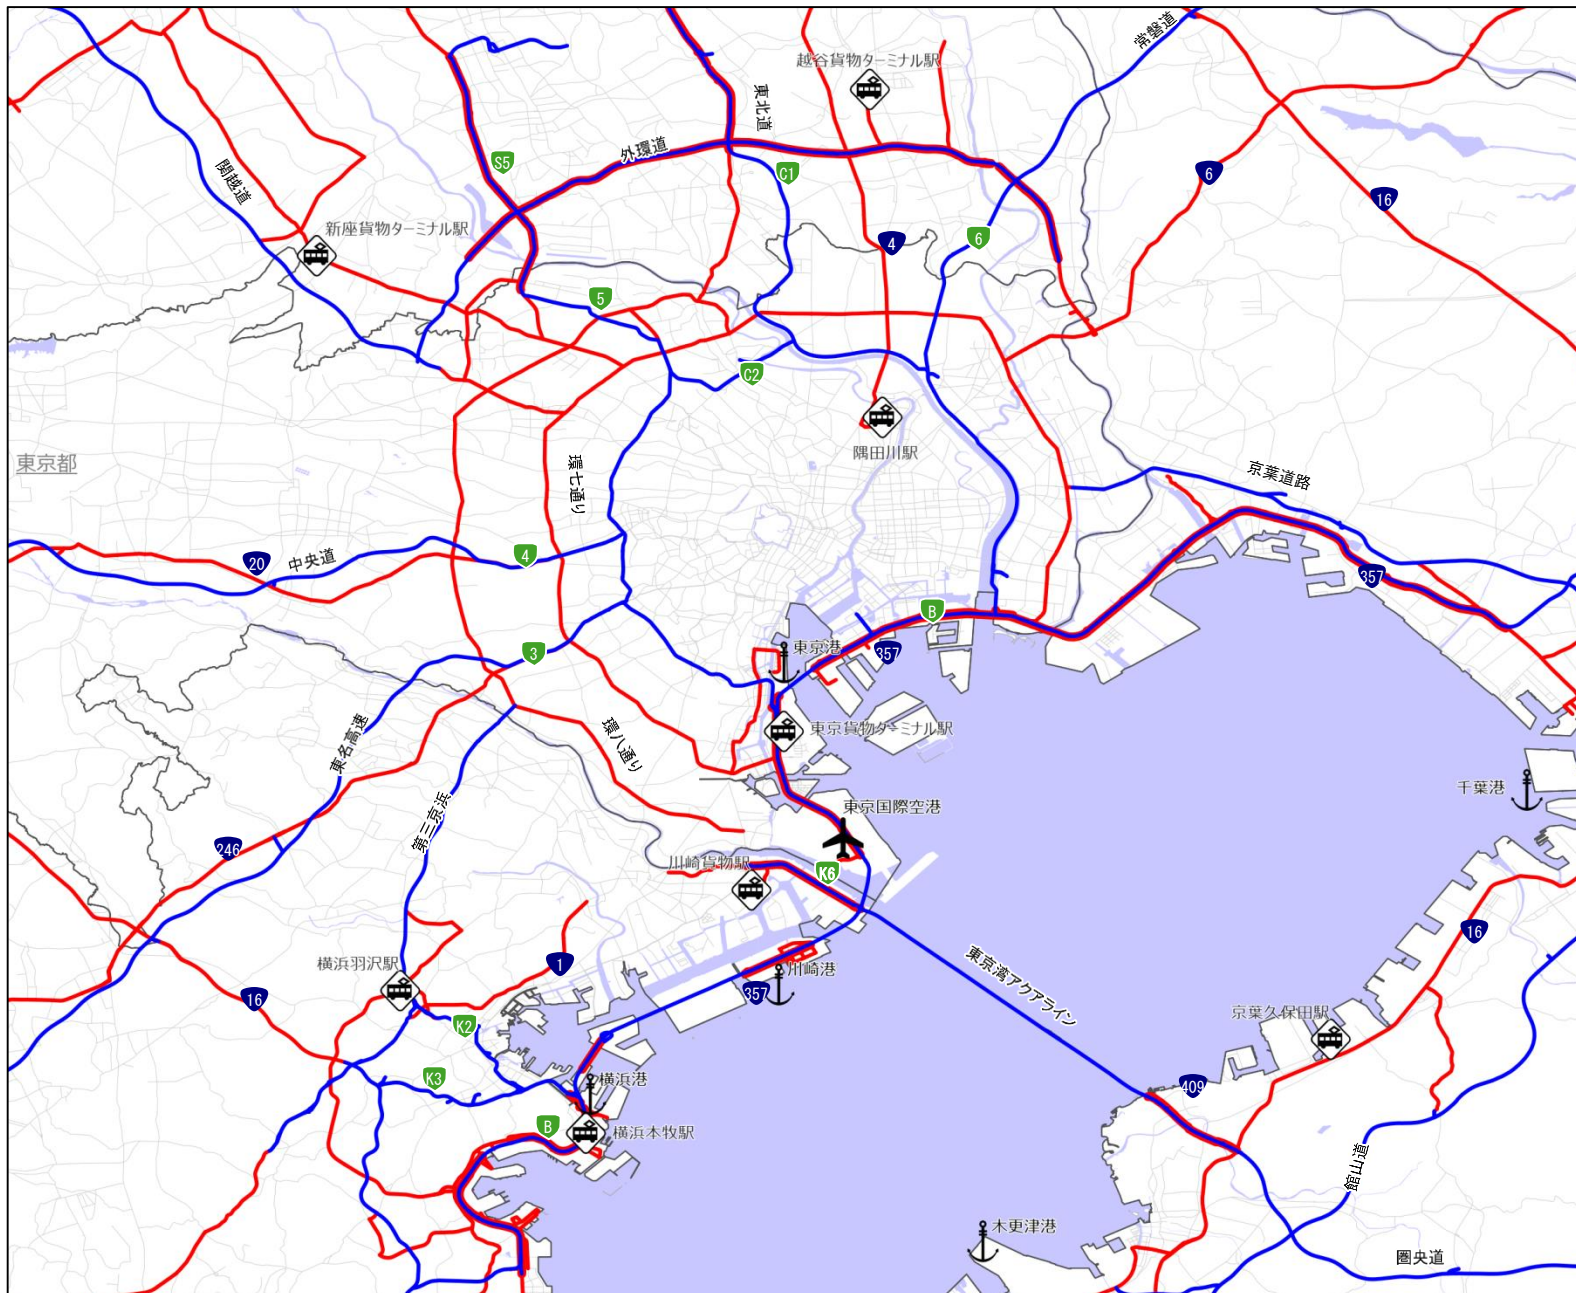 常磐道
越谷貨物ターミナル駅
東北道
外環道
S5
C1
6
16
関越道
新座貨物ターミナル駅
4
6
5
C2
隅田川駅
東京都
環七通り
京葉道路
20
中央道
4
357
B
3
東京港
357
東名高速
環八通り
東京貨物ターミナル駅
千葉港
第三京浜
東京国際空港
246
川崎貨物駅
K6
16
横浜羽沢駅
1
川崎港
東京湾アクアライン
16
357
京葉久保田駅
K2
K3
横浜港
409
B
横浜本牧駅
館山道
木更津港
圏央道